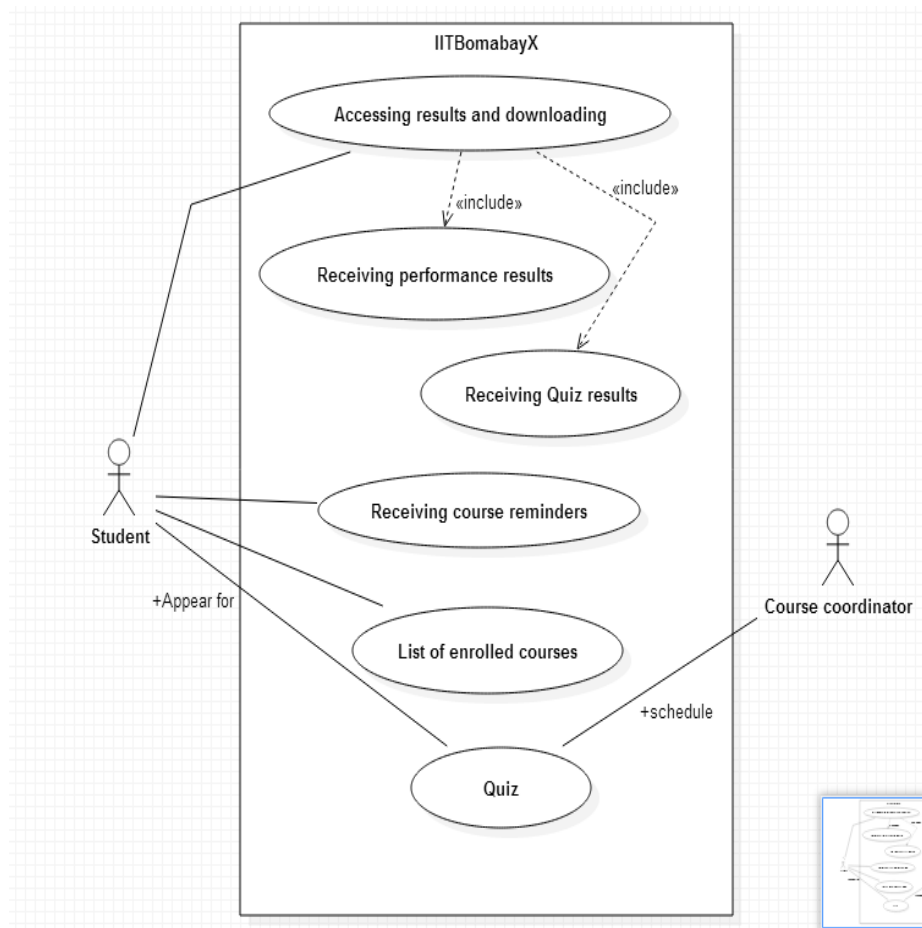 IITBomabayX
Accessing results and downloading
«include»
«include»
Receiving performance results
Receiving Quiz results
Receiving course reminders
Student
+Appear for
Course coordinator
List of enrolled courses
+schedule
Quiz